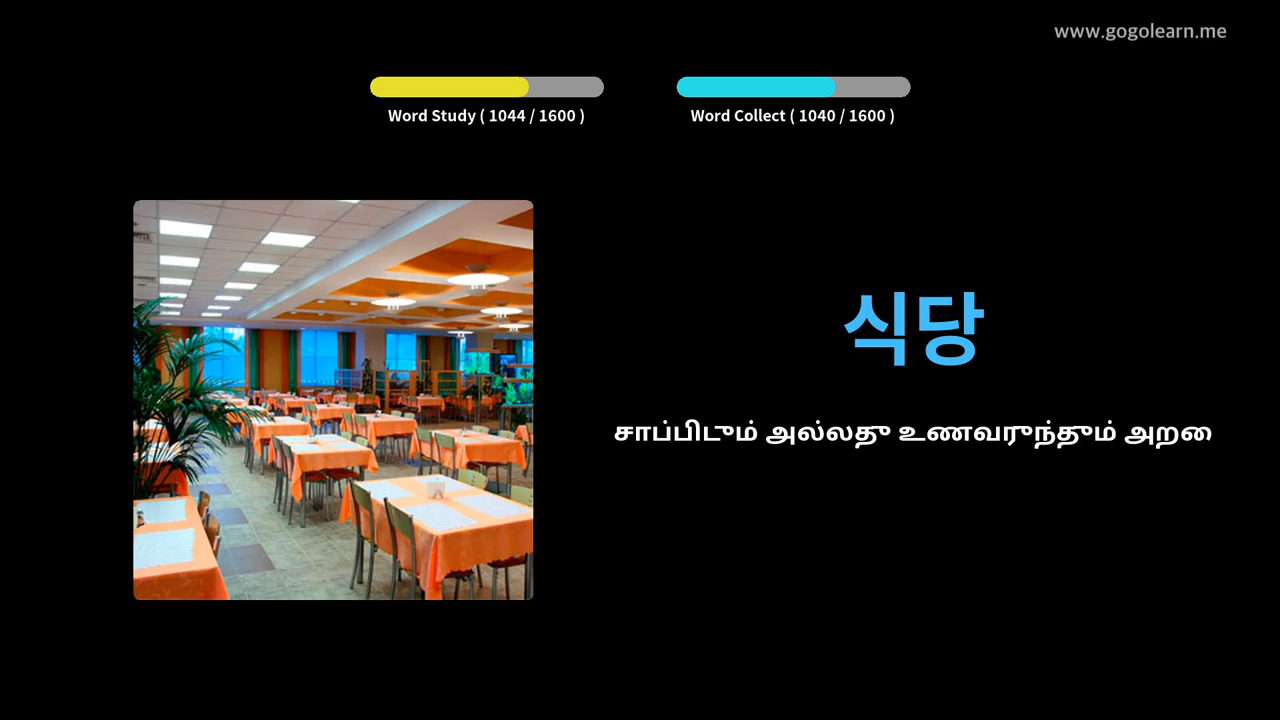 www.gogolearn.me
Word Study ( 1044 / 1600 )
Word Collect ( 1040 / 1600 )
식당
சாப்பிடும் அல்லது உணவருந்தும் அறை